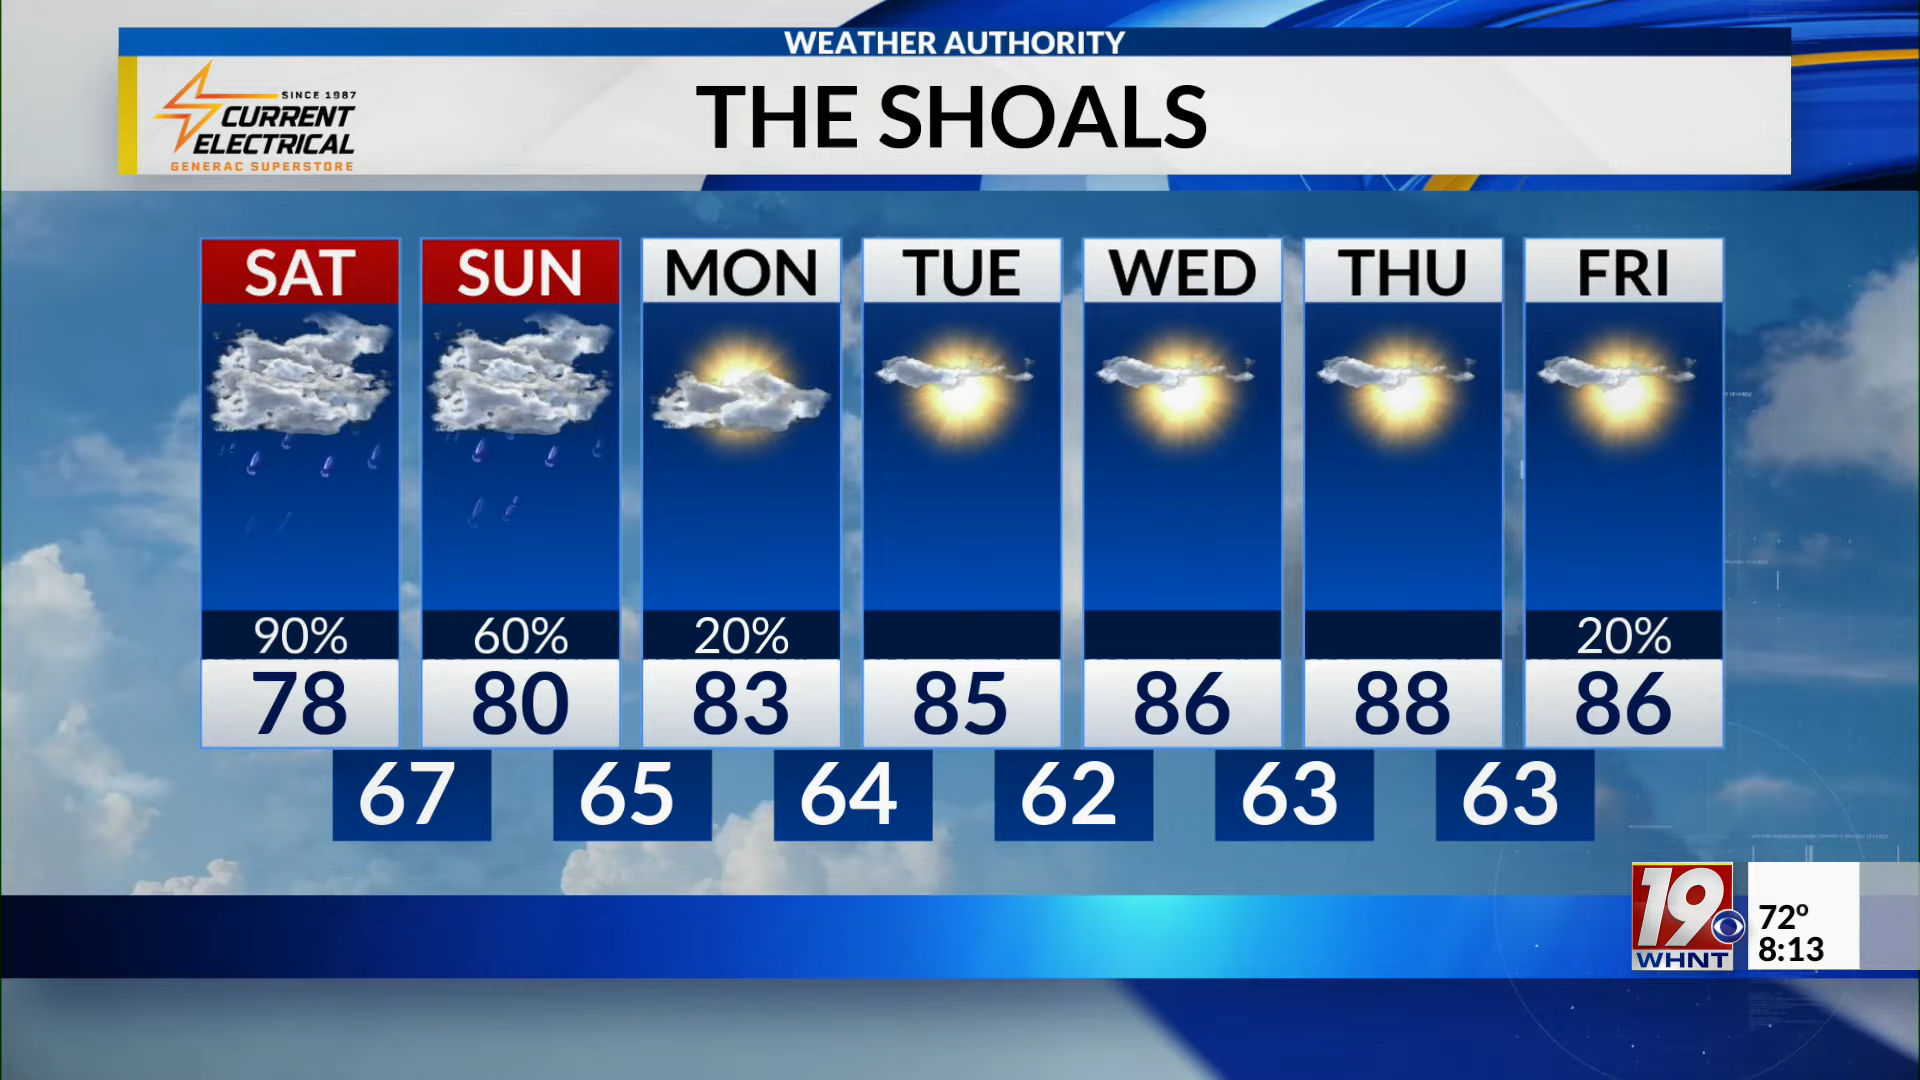 WEATHER AUTHORITY
SINCE 1987
CURRENT
ELECTRICAL
GENERAC SUPERSTORE
THE SHOALS
SAT SUN MON TUE WED THU FRI
90% 60% 20% 20%
78 80 83 85 86 88 86
67 65 64 62 63 63
19
WHNT
72º
8:13